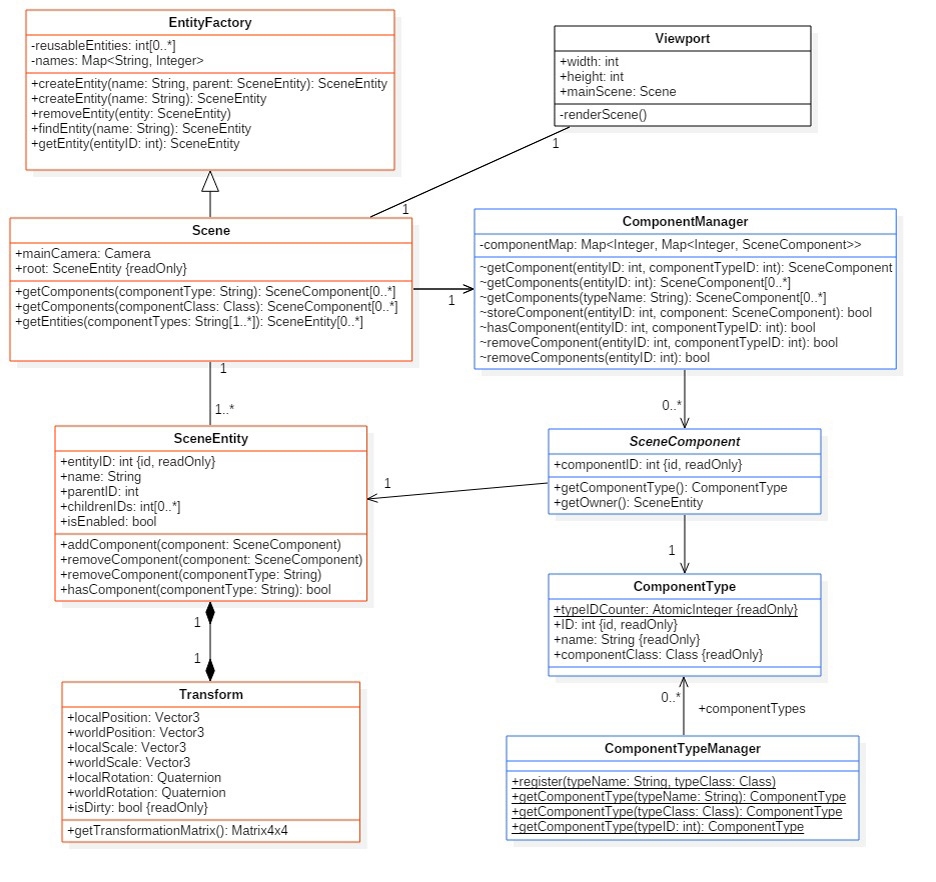 EntityFactory
-reusableEntities: int[0..*]
-names: Map<String, Integer>
+createEntity(name: String, parent: SceneEntity): SceneEntity
+createEntity(name: String): SceneEntity
+removeEntity(entity: SceneEntity)
+findEntity(name: String): SceneEntity
+getEntity(entityID: int): SceneEntity
Viewport
+width: int
+height: int
+mainScene: Scene
-renderScene()
1
1
Scene
+mainCamera: Camera
+root: SceneEntity {readOnly}
+getComponents(componentType: String): SceneComponent[0..*]
+getComponents(componentClass: Class): SceneComponent[0..*]
+getEntities(componentTypes: String[1..*]): SceneEntity[0..*]
1
ComponentManager
-componentMap: Map<Integer, Map<Integer, SceneComponent>>
~getComponent(entityID: int, componentTypeID: int): SceneComponent
~getComponents(entityID: int): SceneComponent[0..*]
~getComponents(typeName: String): SceneComponent[0..*]
~storeComponent(entityID: int, component: SceneComponent): bool
~hasComponent(entityID: int, componentTypeID: int): bool
~removeComponent(entityID: int, componentTypeID: int): bool
~removeComponents(entityID: int): bool
1
1..*
0..*
SceneEntity
+entityID: int {id, readOnly}
+name: String
+parentID: int
+childrenIDs: int[0..*]
+isEnabled: bool
+addComponent(component: SceneComponent)
+removeComponent(component: SceneComponent)
+removeComponent(componentType: String)
+hasComponent(componentType: String): bool
1
SceneComponent
+componentID: int {id, readOnly}
+getComponentType(): ComponentType
+getOwner(): SceneEntity
1
ComponentType
+typeIDCounter: AtomicInteger {readOnly}
+ID: int {id, readOnly}
+name: String {readOnly}
+componentClass: Class {readOnly}
1
1
Transform
+localPosition: Vector3
+worldPosition: Vector3
+localScale: Vector3
+worldScale: Vector3
+localRotation: Quaternion
+worldRotation: Quaternion
+isDirty: bool {readOnly}
+getTransformationMatrix(): Matrix4x4
0..*
+componentTypes
ComponentTypeManager
+register(typeName: String, typeClass: Class)
+getComponentType(typeName: String): ComponentType
+getComponentType(typeClass: Class): ComponentType
+getComponentType(typeID: int): ComponentType